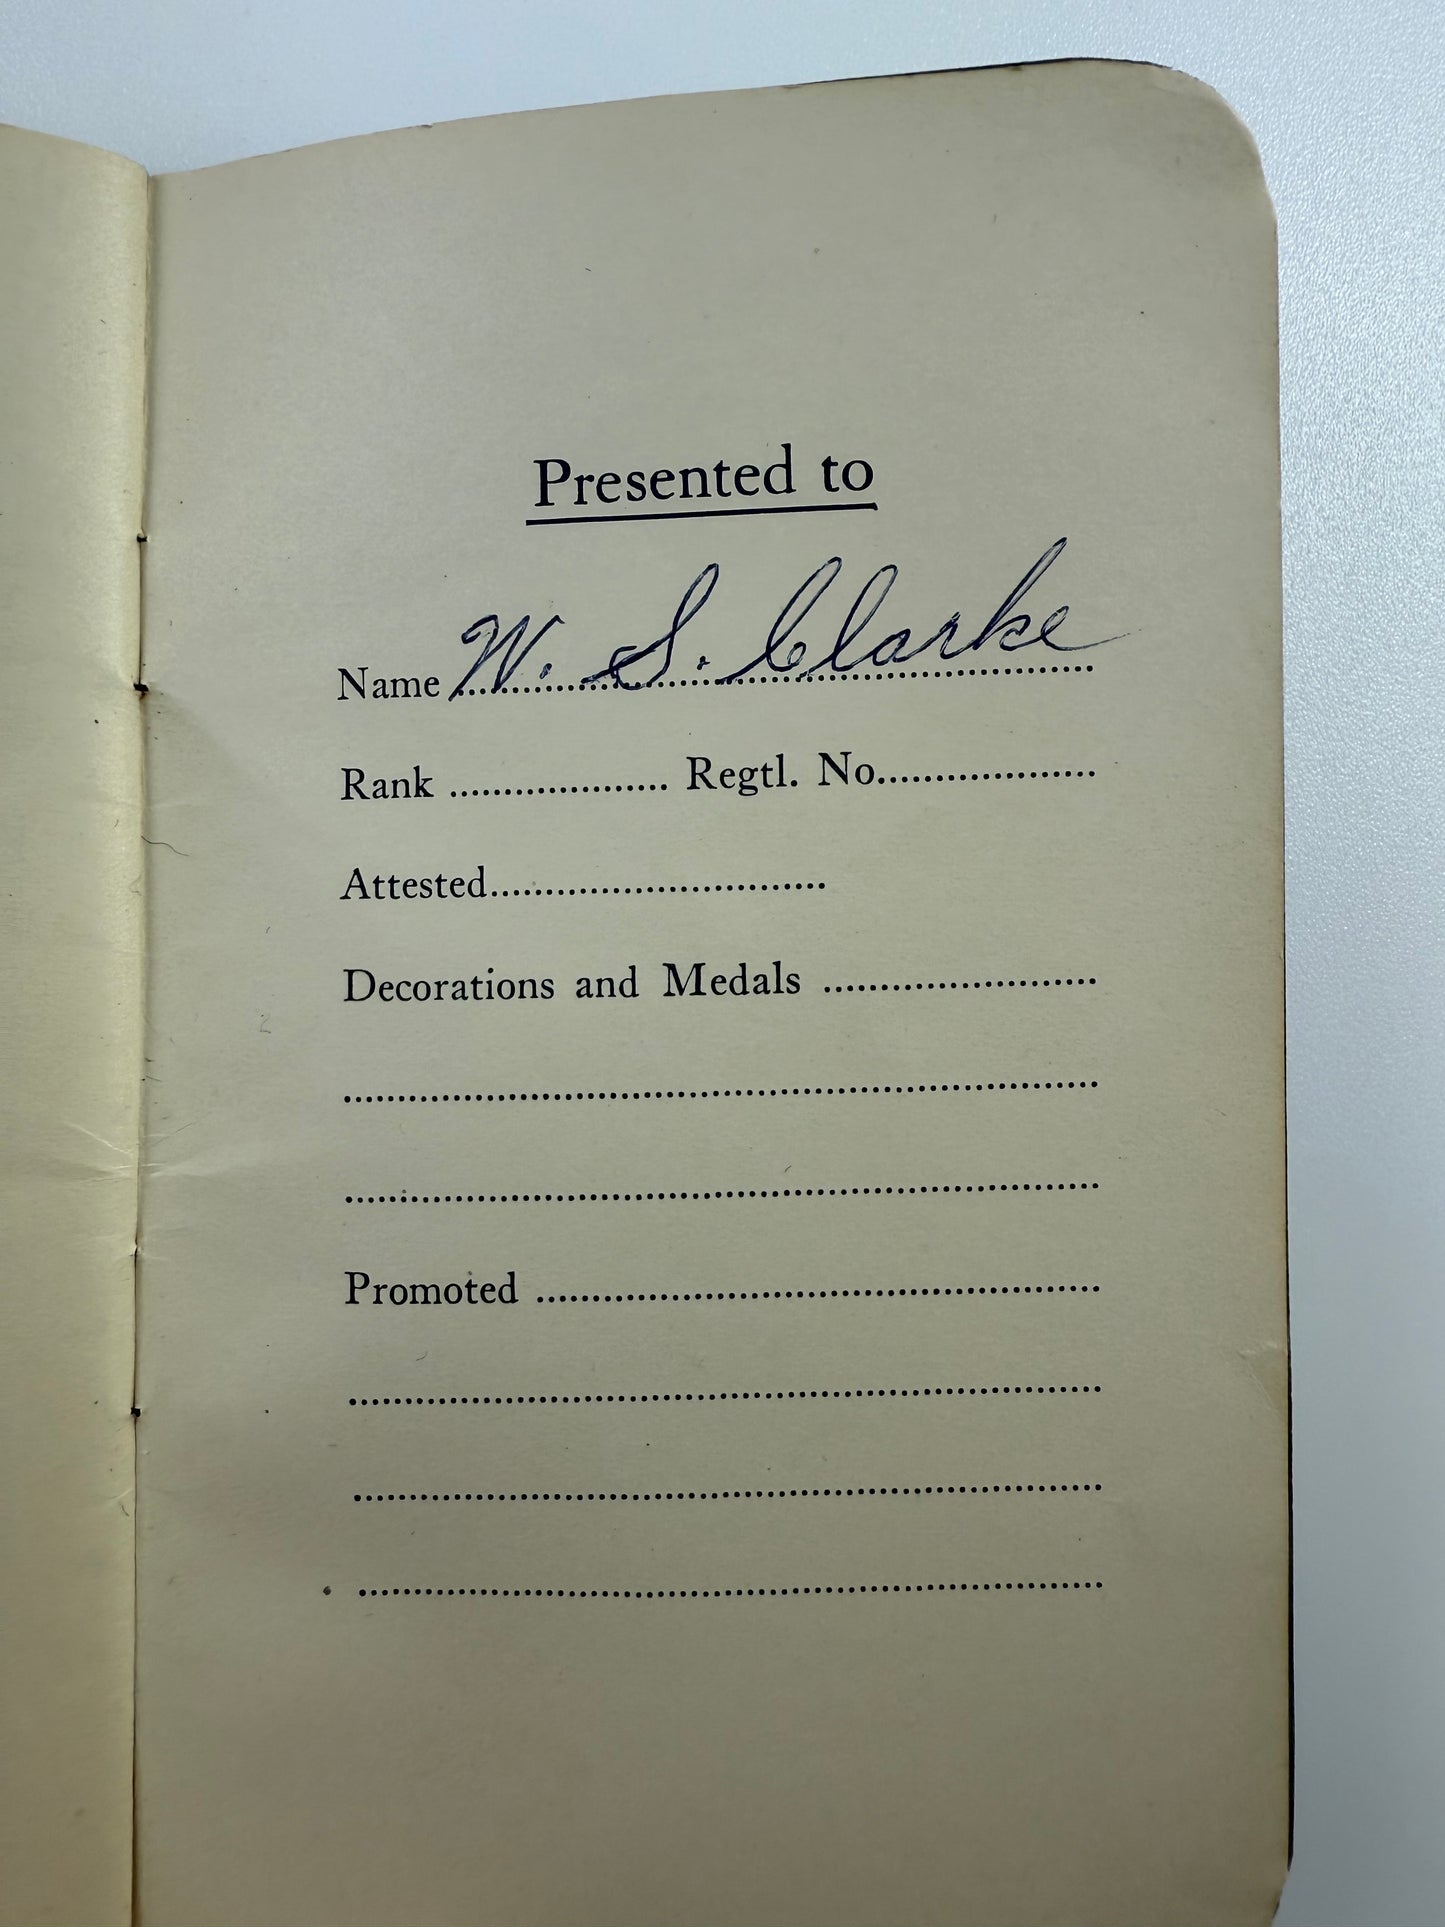 Presented to
Name W. S. Clarke
Rank .................... Regtl. No....................
Attested..............................
Decorations and Medals .........................
....................................................................
....................................................................
Promoted ...................................................
....................................................................
....................................................................
....................................................................